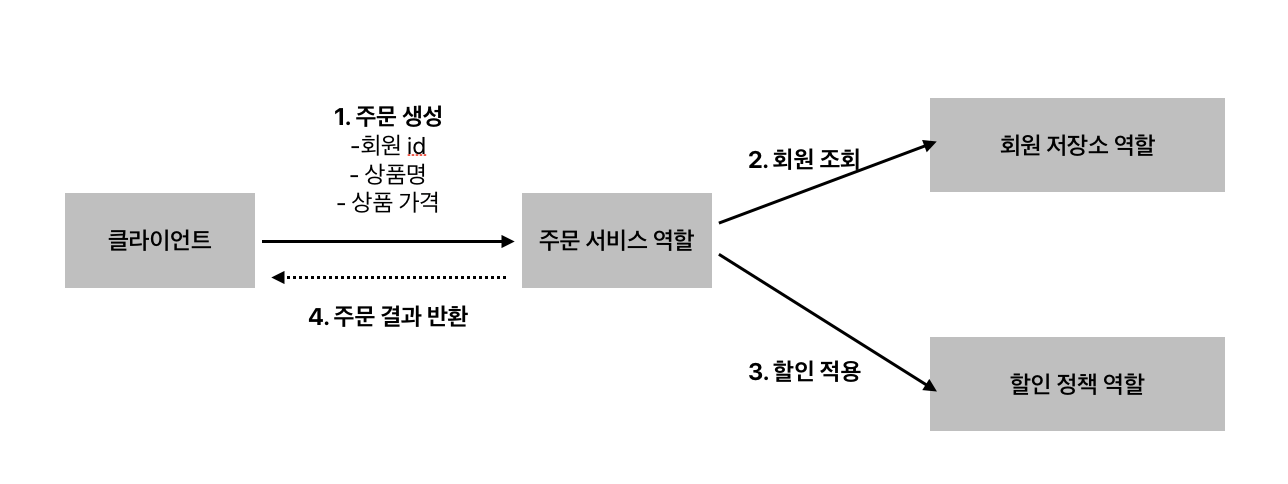 1. 주문 생성
-회원 id
- 상품명
- 상품 가격
클라이언트
주문 서비스 역할
4. 주문 결과 반환
2. 회원 조회
회원 저장소 역할
3. 할인 적용
할인 정책 역할